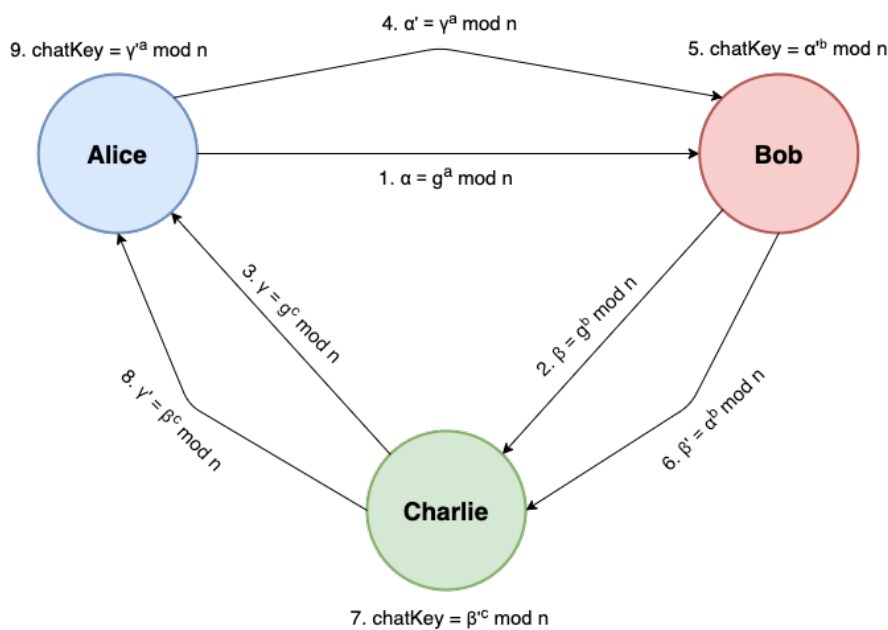 4. α' = γᵃ mod n
9. chatKey = γ'ᵃ mod n
5. chatKey = α'ᵇ mod n
Alice
Bob
1. α = gᵃ mod n
3. γ = gᶜ mod n
2. β = gᵇ mod n
8. γ' = βᶜ mod n
6. β' = αᵇ mod n
Charlie
7. chatKey = β'ᶜ mod n